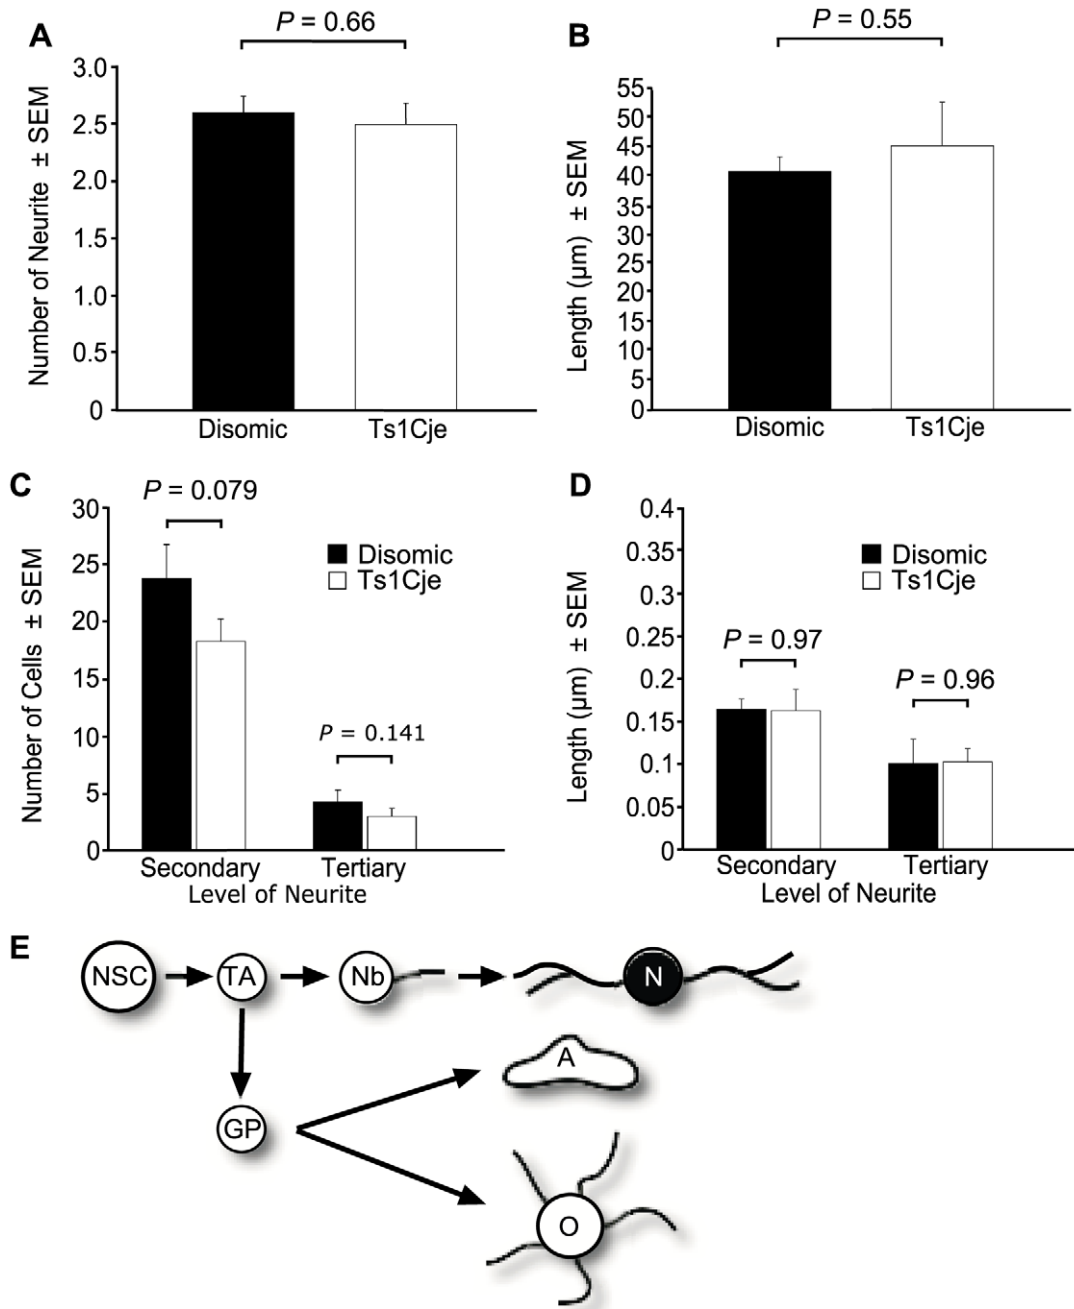 A
P = 0.66
Number of Neurite ± SEM
3.0
2.5
2.0
1.5
1.0
0.5
0
Disomic
Ts1Cje
B
P = 0.55
Length (µm) ± SEM
55
50
45
40
35
30
25
20
15
10
5
0
Disomic
Ts1Cje
C
P = 0.079
Number of Cells ± SEM
30
25
20
15
10
5
0
Disomic
Ts1Cje
P = 0.141
Secondary
Tertiary
Level of Neurite
D
Length (µm) ± SEM
0.4
0.35
0.3
0.25
0.2
0.15
0.1
0.05
0
Disomic
Ts1Cje
P = 0.97
P = 0.96
Secondary
Tertiary
Level of Neurite
E
NSC
TA
Nb
N
A
GP
O